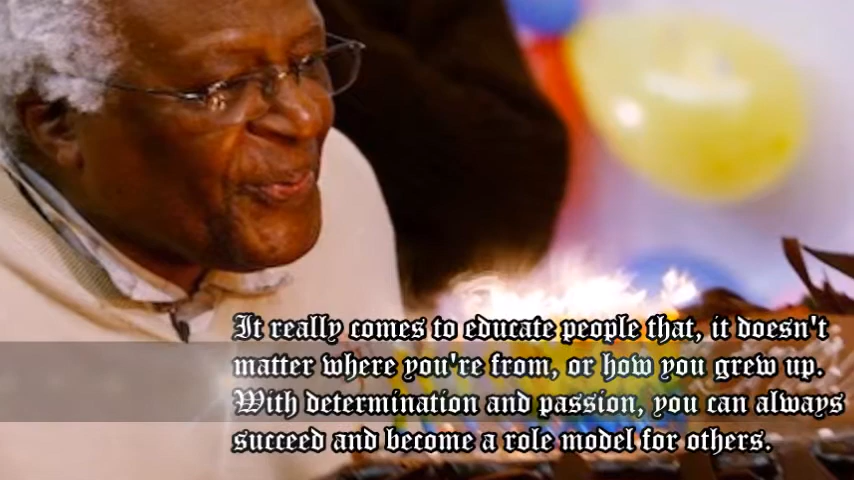 It really comes to educate people that, it doesn't
matter where you're from, or how you grew up.
With determination and passion, you can always
succeed and become a role model for others.